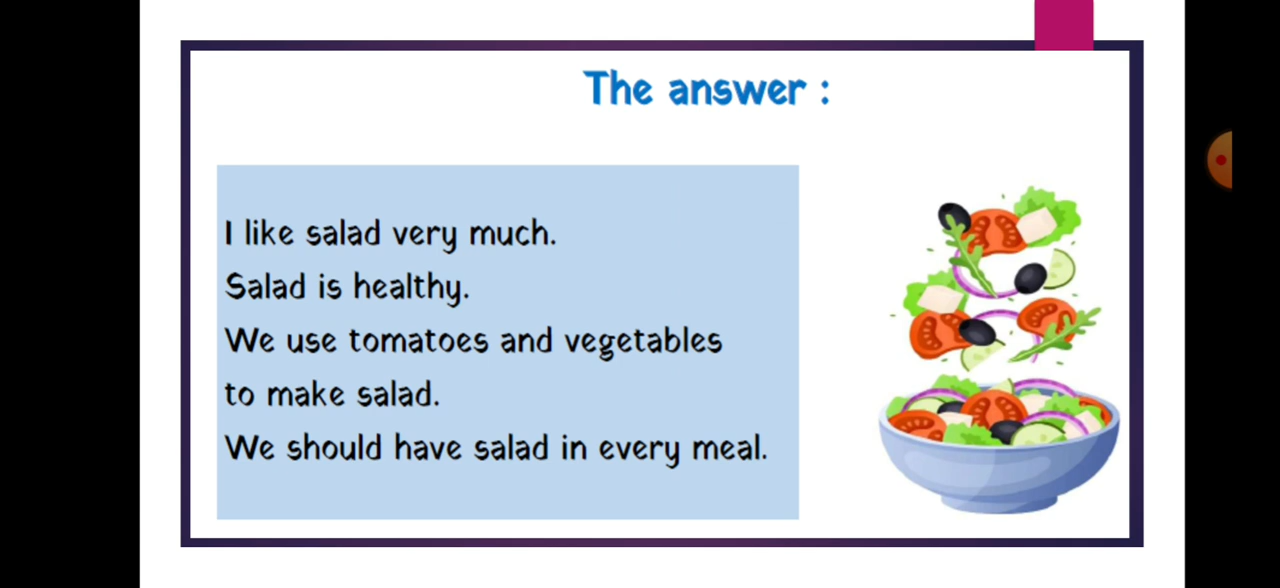 The answer :
I like salad very much.
Salad is healthy.
We use tomatoes and vegetables
to make salad.
We should have salad in every meal.